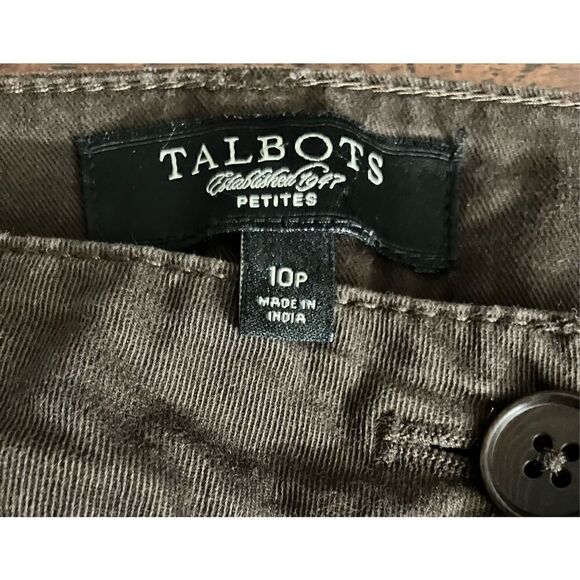 TALBOTS
Established 1947
PETITES
10P
MADE IN
INDIA